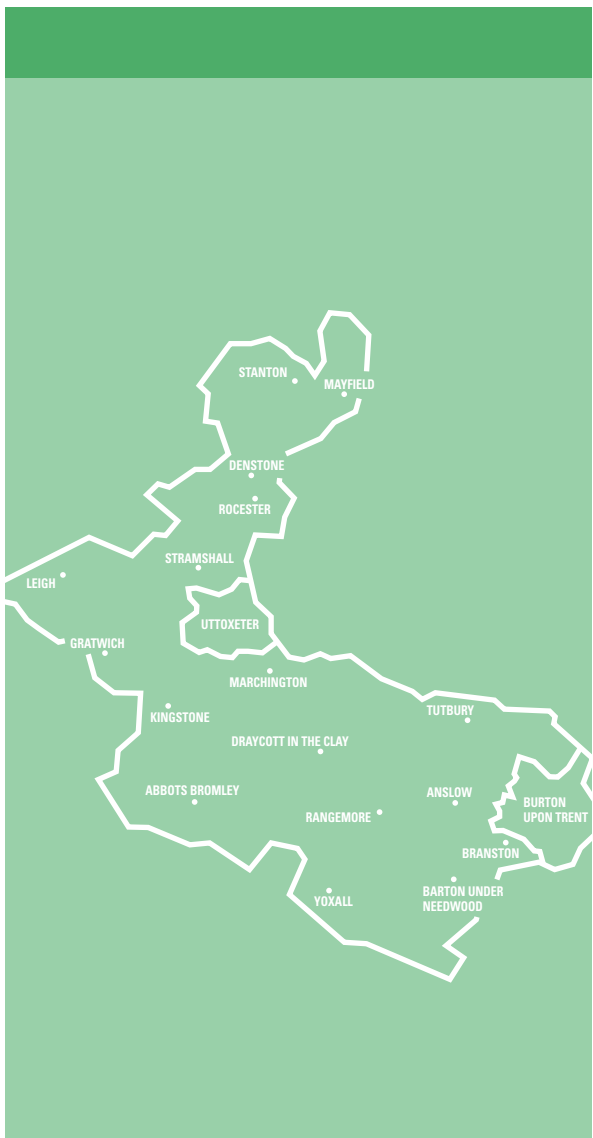 STANTON
MAYFIELD
DENSTONE
ROCESTER
STRAMSHALL
LEIGH
UTTOXETER
GRATWICH
MARCHINGTON
KINGSTONE
TUTBURY
DRAYCOTT IN THE CLAY
ABBOTS BROMLEY
ANSLOW
RANGEMORE
BURTON
UPON TRENT
BRANSTON
BARTON UNDER
NEEDWOOD
YOXALL